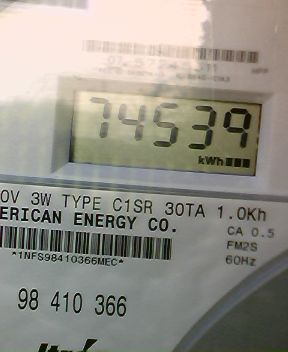 74539
kWh
0V 3W TYPE C1SR 30TA 1.0Kh
ERICAN ENERGY CO.
CA 0.5
FM2S
*1NFS98410366MEC*
60Hz
98 410 366